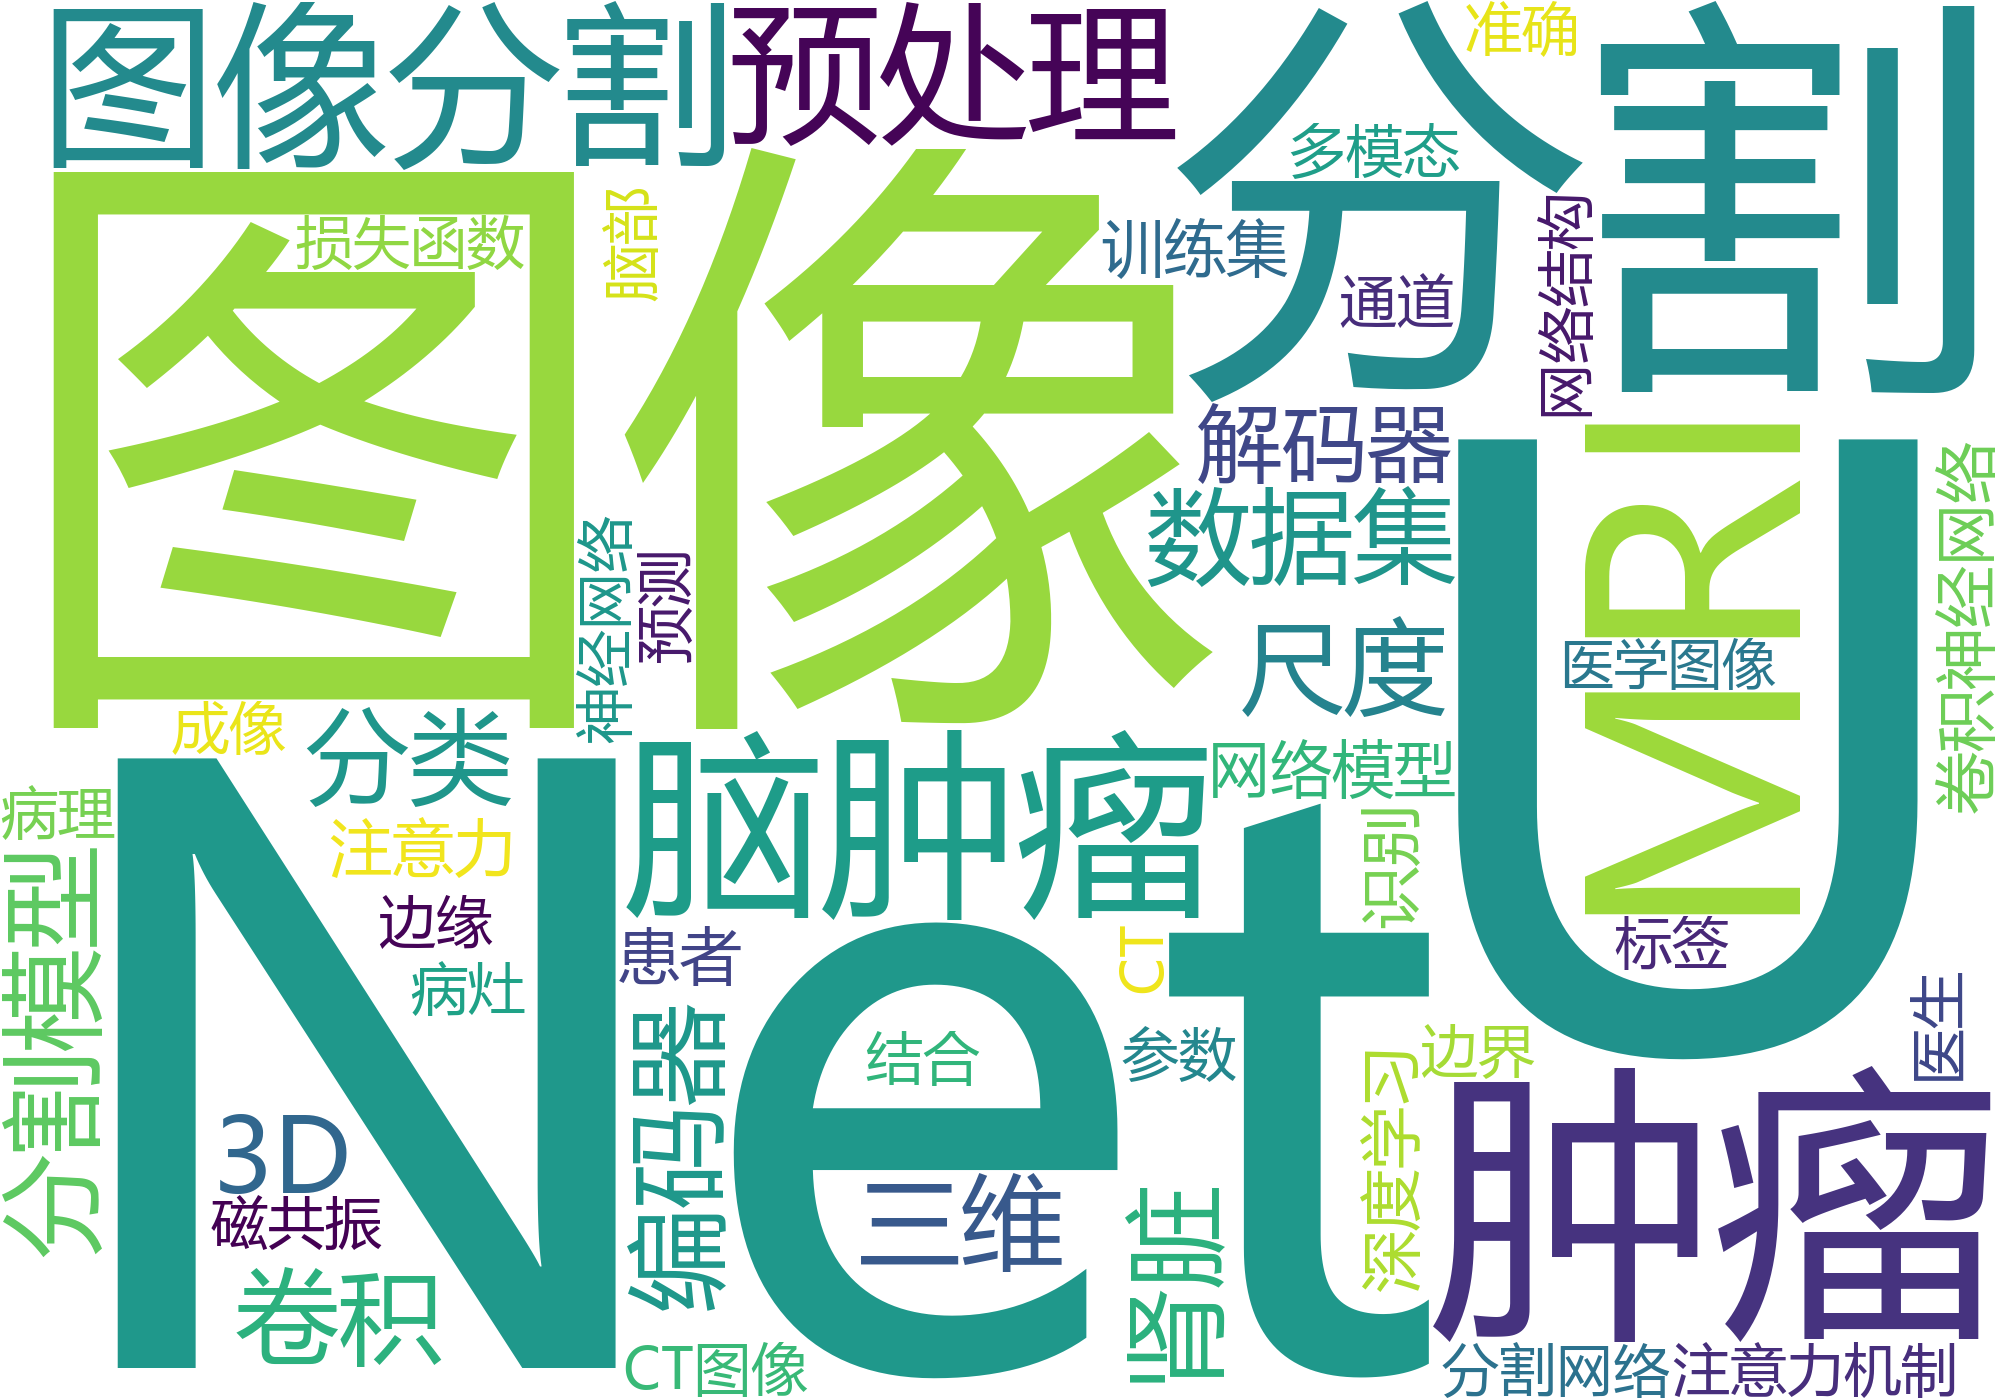 图像分割
预处理
分割
准确
多模态
图像
损失函数
脑部
训练集
通道
网络结构
解码器
数据集
U
MRI
神经网络
预测
尺度
医学图像
卷积神经网络
成像
分类
脑肿瘤
网络模型
病理
Net
注意力
识别
分割模型
边缘
患者
CT
标签
病灶
医生
编码器
结合
参数
边界
深度学习
肿瘤
3D
三维
肾脏
磁共振
卷积
CT图像
分割网络
注意力机制